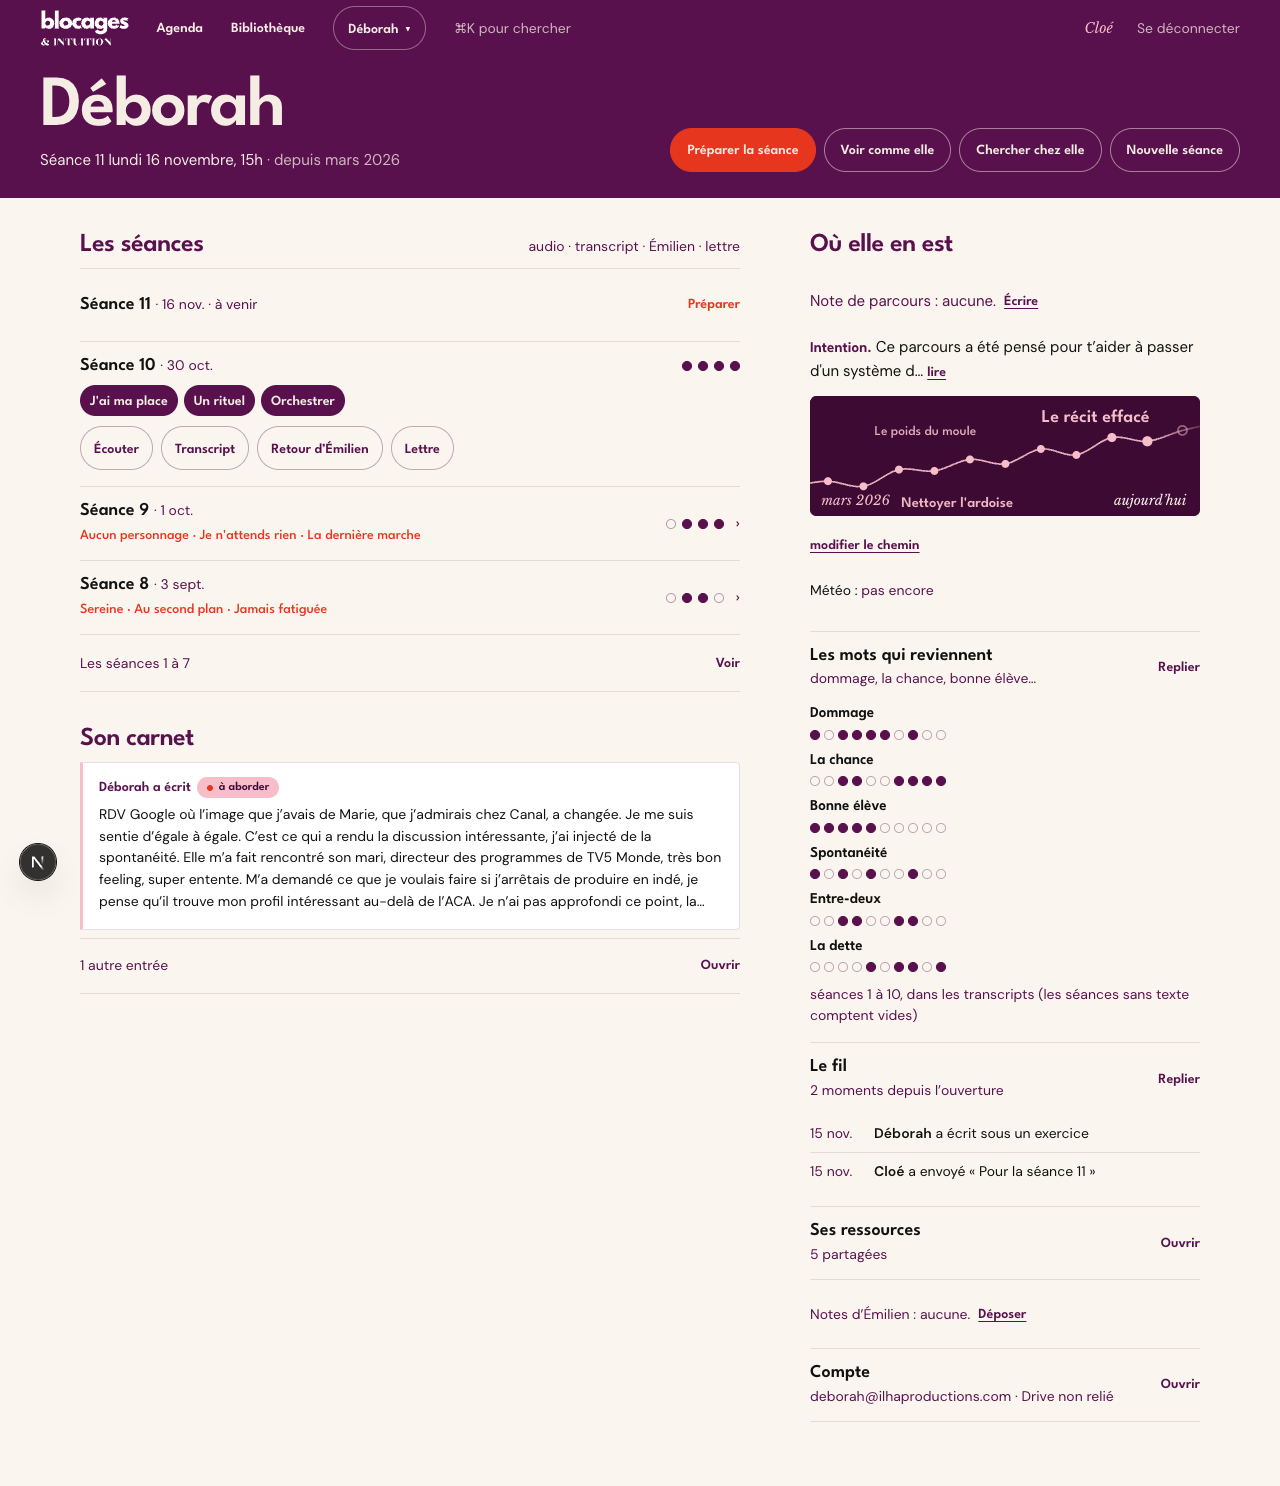 blocages
& INTUITION
Agenda
Bibliothèque
Déborah ▾
⌘K pour chercher
Cloé
Se déconnecter
Déborah
Séance 11 lundi 16 novembre, 15h · depuis mars 2026
Préparer la séance
Voir comme elle
Chercher chez elle
Nouvelle séance
Les séances
audio · transcript · Émilien · lettre
Séance 11 · 16 nov. · à venir
Préparer
Séance 10 · 30 oct.
J'ai ma place
Un rituel
Orchestrer
Écouter
Transcript
Retour d’Émilien
Lettre
Séance 9 · 1 oct.
Aucun personnage · Je n'attends rien · La dernière marche
›
Séance 8 · 3 sept.
Sereine · Au second plan · Jamais fatiguée
›
Les séances 1 à 7
Voir
Son carnet
Déborah a écrit
à aborder
RDV Google où l’image que j’avais de Marie, que j’admirais chez Canal, a changée. Je me suis
sentie d’égale à égale. C’est ce qui a rendu la discussion intéressante, j’ai injecté de la
spontanéité. Elle m’a fait rencontré son mari, directeur des programmes de TV5 Monde, très bon
feeling, super entente. M’a demandé ce que je voulais faire si j’arrêtais de produire en indé, je
pense qu’il trouve mon profil intéressant au-delà de l’ACA. Je n’ai pas approfondi ce point, la…
1 autre entrée
Ouvrir
N
Où elle en est
Note de parcours : aucune. Écrire
Intention. Ce parcours a été pensé pour t’aider à passer
d'un système d… lire
Le récit effacé
Le poids du moule
mars 2026
Nettoyer l'ardoise
aujourd’hui
modifier le chemin
Météo : pas encore
Les mots qui reviennent
dommage, la chance, bonne élève…
Replier
Dommage
La chance
Bonne élève
Spontanéité
Entre-deux
La dette
séances 1 à 10, dans les transcripts (les séances sans texte
comptent vides)
Le fil
2 moments depuis l’ouverture
Replier
15 nov. Déborah a écrit sous un exercice
15 nov. Cloé a envoyé « Pour la séance 11 »
Ses ressources
5 partagées
Ouvrir
Notes d’Émilien : aucune. Déposer
Compte
deborah@ilhaproductions.com · Drive non relié
Ouvrir